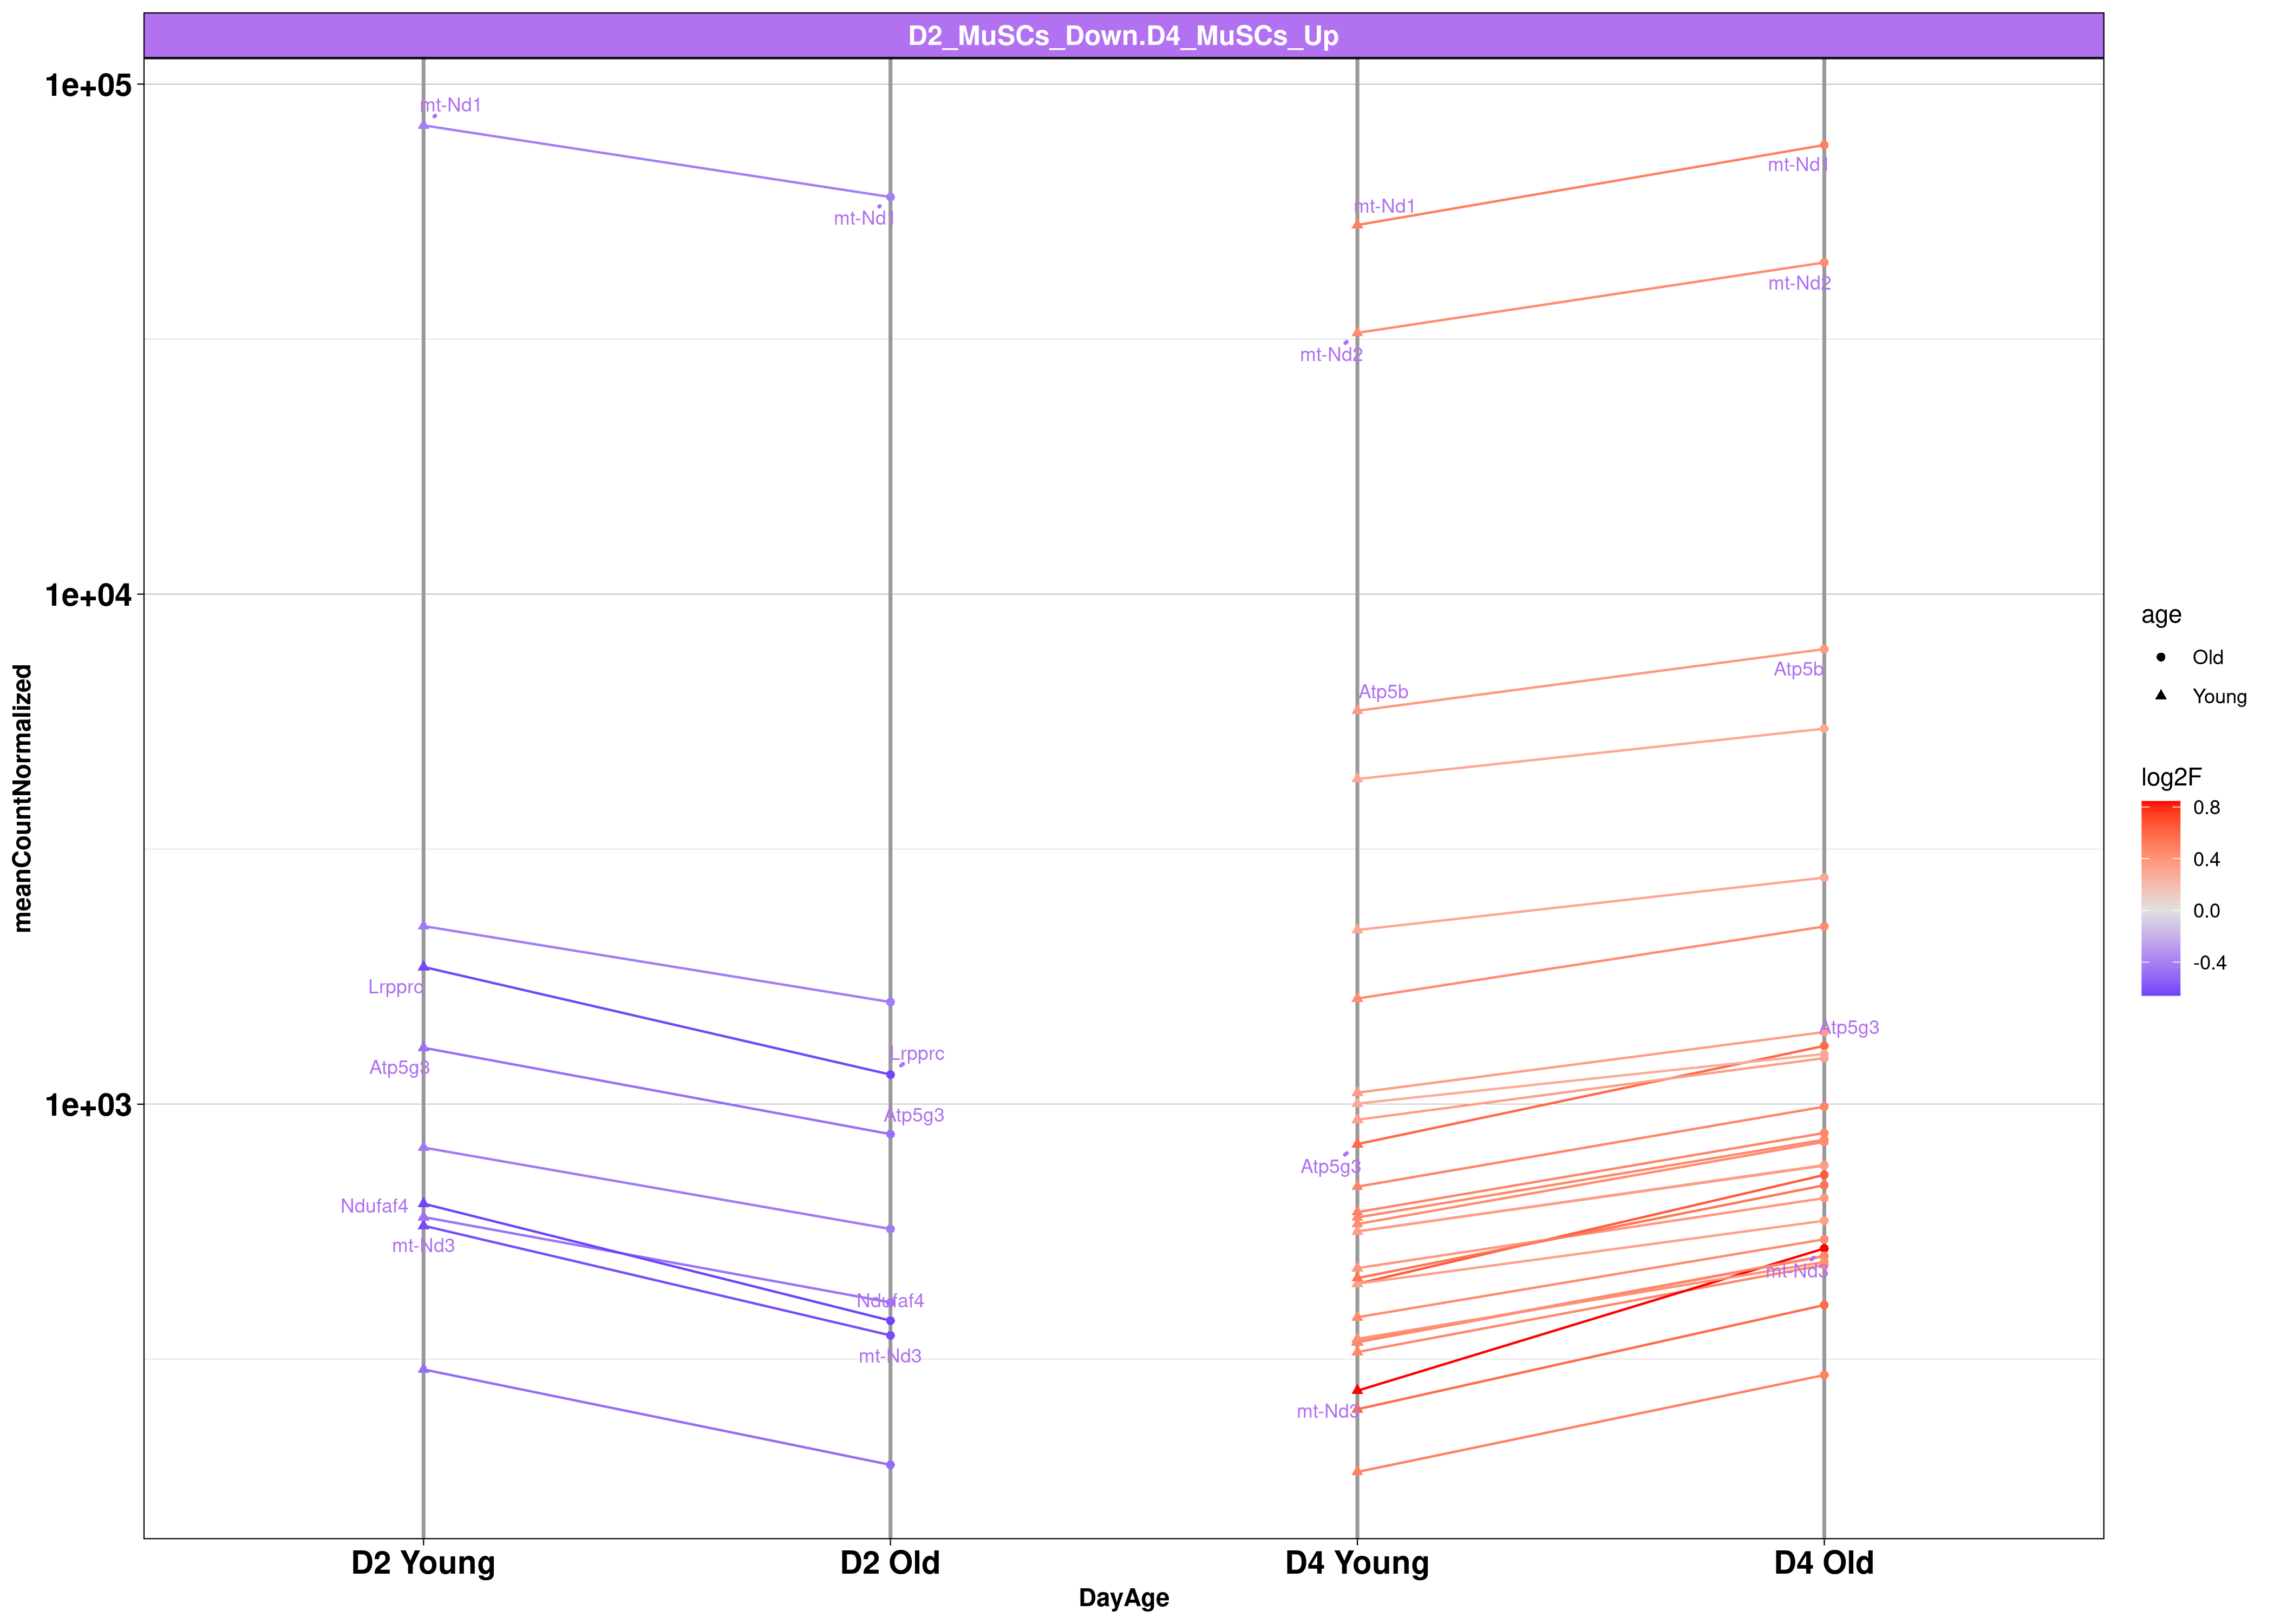 D2_MuSCs_Down.D4_MuSCs_Up
1e+05
1e+04
1e+03
meanCountNormalized
mt-Nd1
mt-Nd1
mt-Nd1
mt-Nd1
mt-Nd2
mt-Nd2
Atp5b
Atp5b
Lrpprc
Lrpprc
Atp5g3
Atp5g3
Atp5g3
Atp5g3
Ndufaf4
Ndufaf4
mt-Nd3
mt-Nd3
mt-Nd3
mt-Nd3
D2 Young
D2 Old
D4 Young
D4 Old
DayAge
age
Old
Young
log2F
0.8
0.4
0.0
-0.4